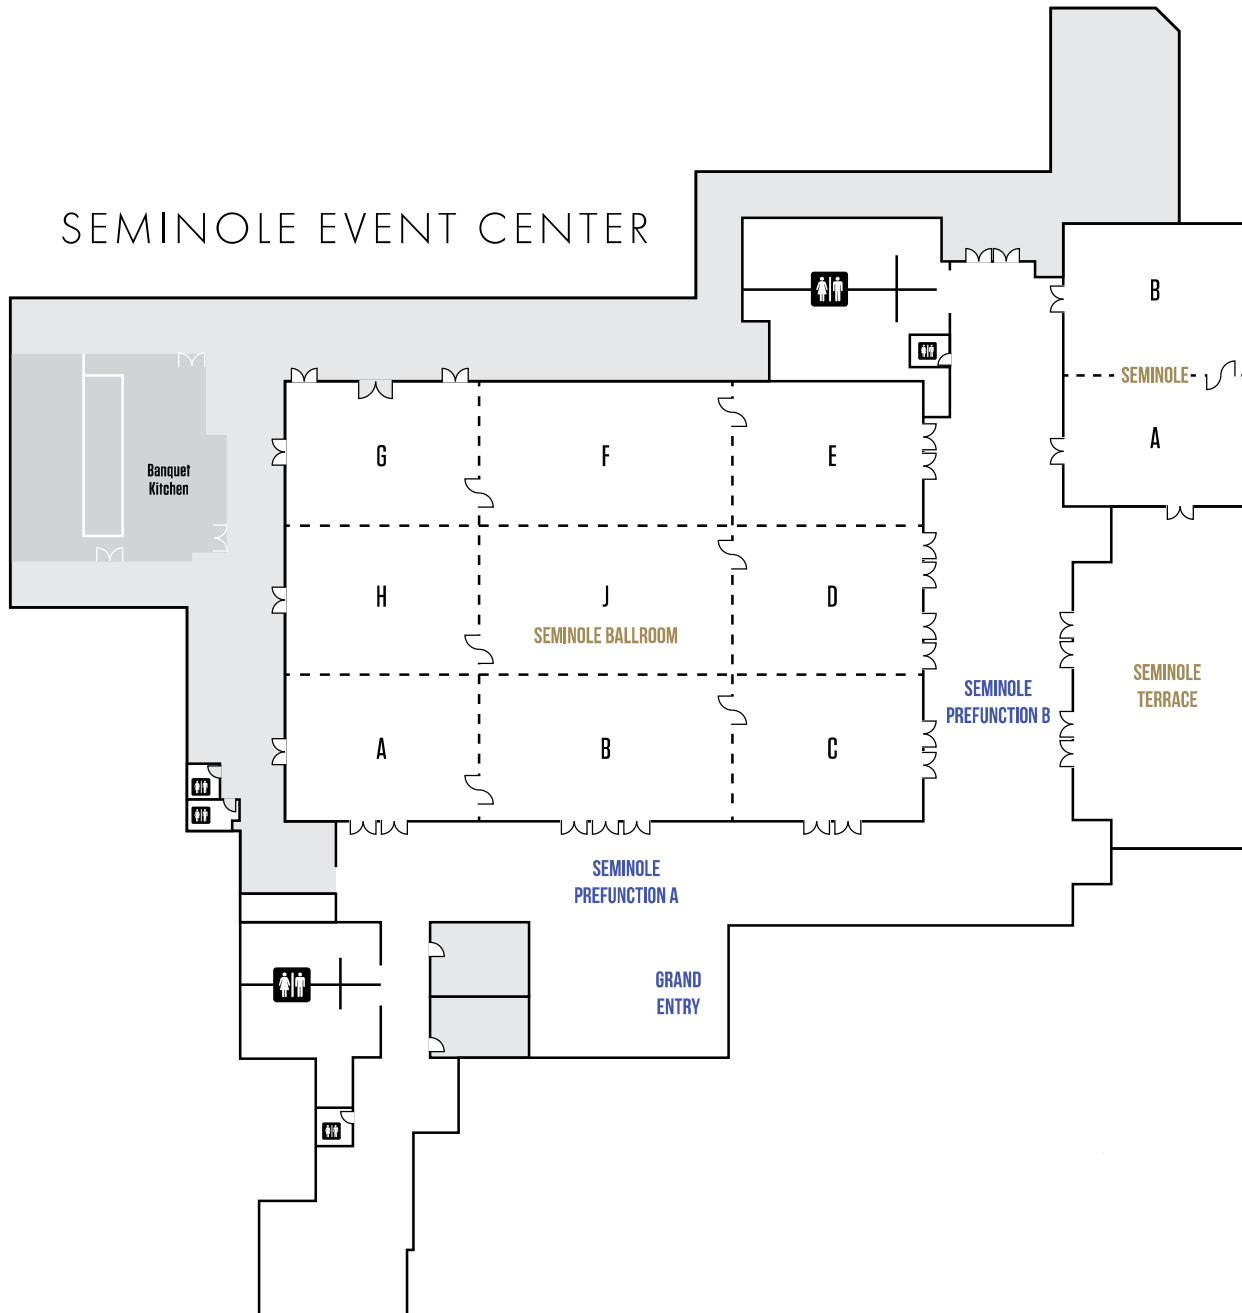 SEMINOLE EVENT CENTER
B
SEMINOLE
A
G
F
E
Banquet
Kitchen
H
J
D
SEMINOLE BALLROOM
SEMINOLE
TERRACE
SEMINOLE
PREFUNCTION B
A
B
C
SEMINOLE
PREFUNCTION A
GRAND
ENTRY